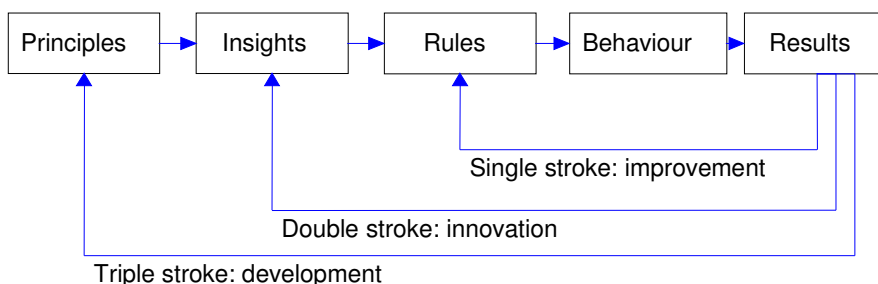 Principles
Insights
Rules
Behaviour
Results
Single stroke: improvement
Double stroke: innovation
Triple stroke: development